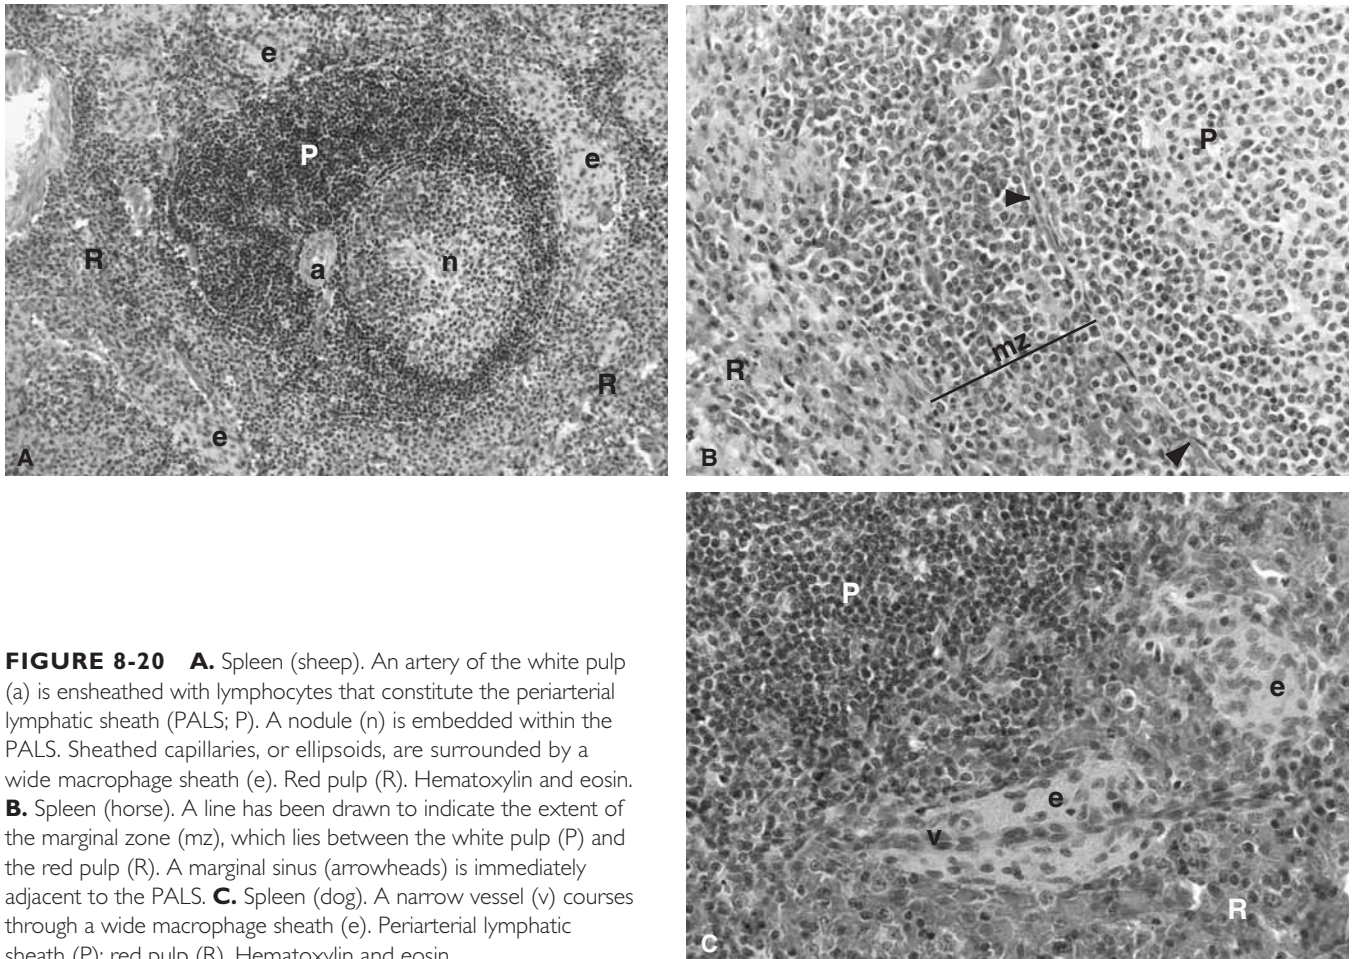 e
P
e
a
n
R
R
e
A
P
mz
R
B
P
e
e
v
R
C
FIGURE 8-20 A. Spleen (sheep). An artery of the white pulp
(a) is ensheathed with lymphocytes that constitute the periarterial
lymphatic sheath (PALS; P). A nodule (n) is embedded within the
PALS. Sheathed capillaries, or ellipsoids, are surrounded by a
wide macrophage sheath (e). Red pulp (R). Hematoxylin and eosin.
B. Spleen (horse). A line has been drawn to indicate the extent of
the marginal zone (mz), which lies between the white pulp (P) and
the red pulp (R). A marginal sinus (arrowheads) is immediately
adjacent to the PALS. C. Spleen (dog). A narrow vessel (v) courses
through a wide macrophage sheath (e). Periarterial lymphatic
sheath (P); red pulp (R). Hematoxylin and eosin.